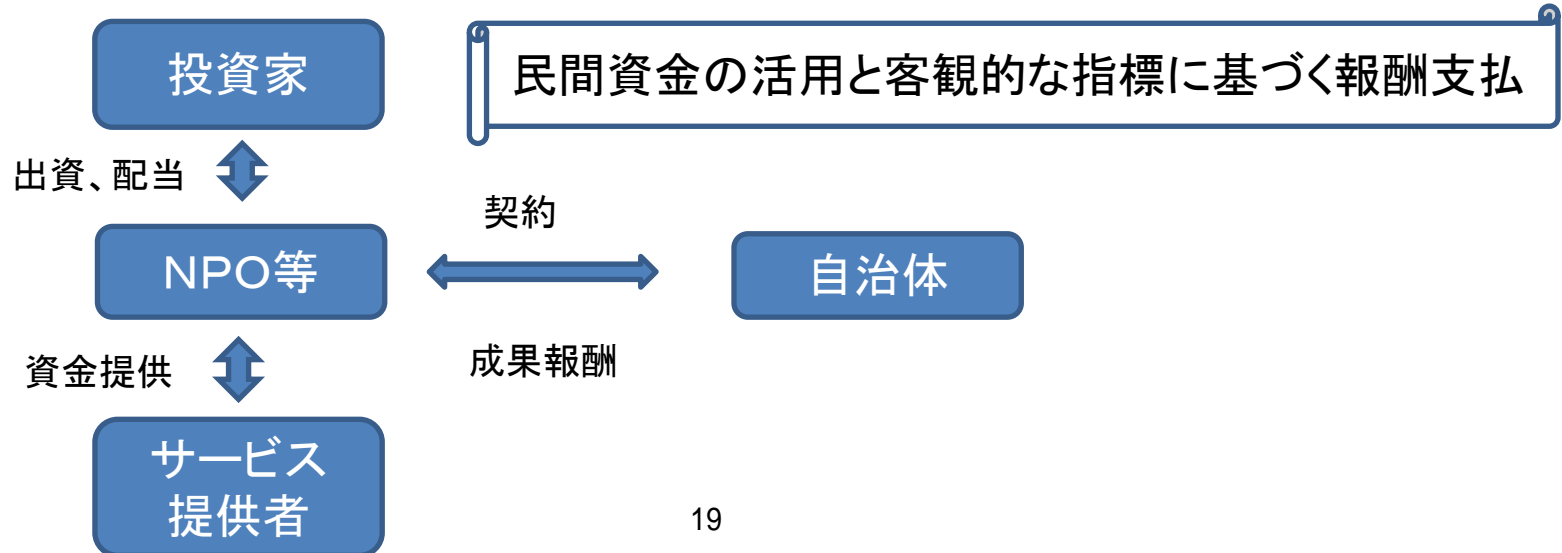 投資家
民間資金の活用と客観的な指標に基づく報酬支払
出資、配当
契約
NPO等
自治体
資金提供
成果報酬
サービス
提供者
19